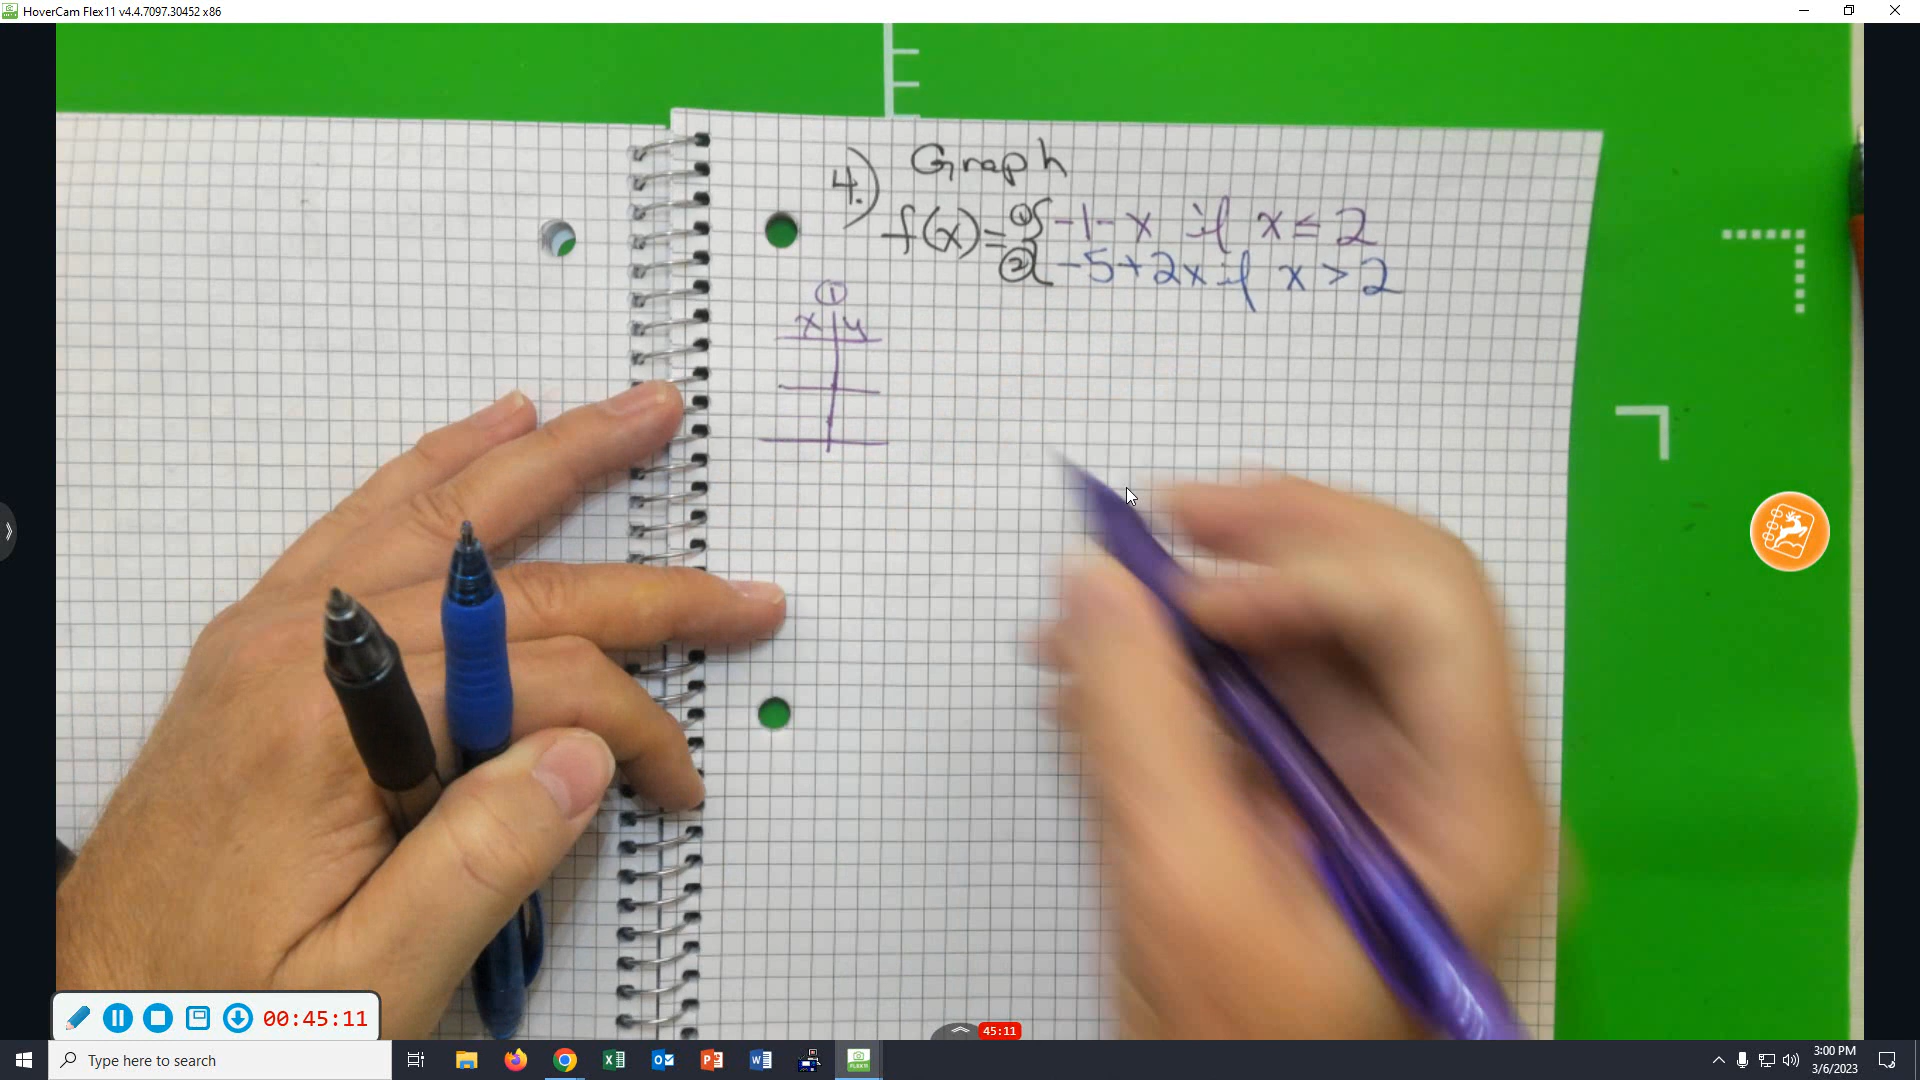 HoverCam Flex11 v4.4.7097.30452 x86
4.) Graph
f(x) = { ① -1-x if x ≤ 2
② -5+2x if x > 2
①
x | y
00:45:11
45:11
Type here to search
3:00 PM
3/6/2023